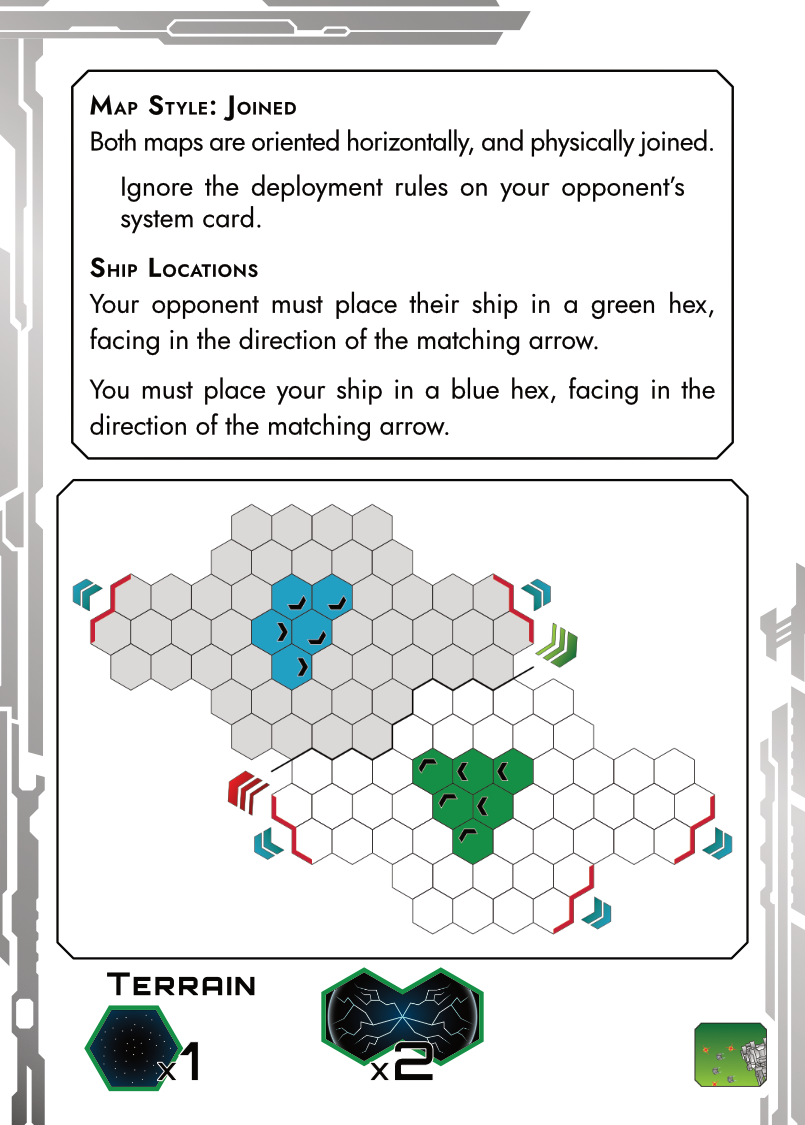 Map Style: Joined
Both maps are oriented horizontally, and physically joined.
Ignore the deployment rules on your opponent's
system card.
Ship Locations
Your opponent must place their ship in a green hex,
facing in the direction of the matching arrow.
You must place your ship in a blue hex, facing in the
direction of the matching arrow.
Terrain
x1
x2